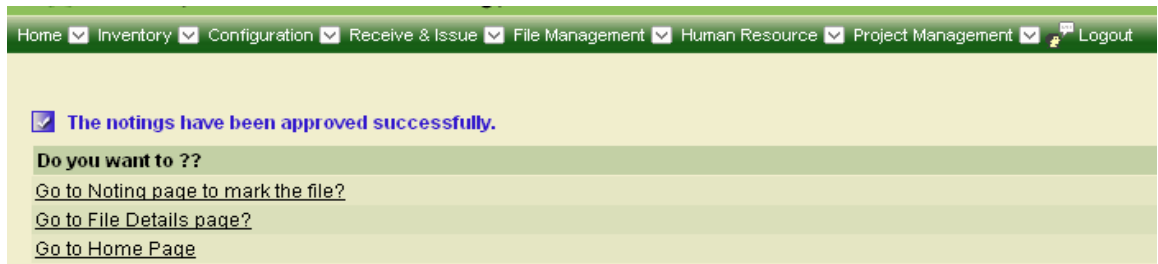 Home Inventory Configuration Receive & Issue File Management Human Resource Project Management Logout
The notings have been approved successfully.
Do you want to ??
Go to Noting page to mark the file?
Go to File Details page?
Go to Home Page